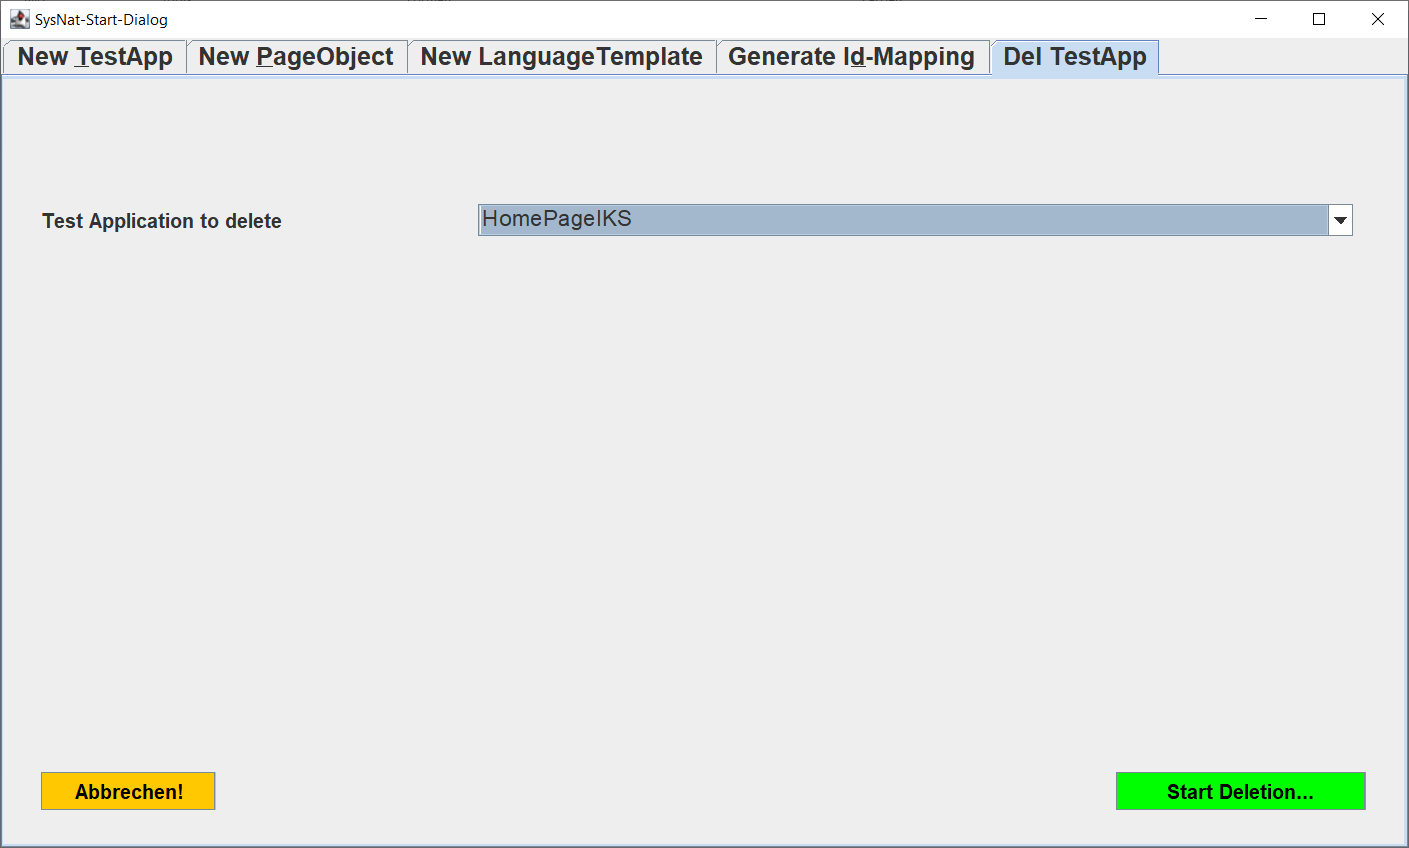 SysNat-Start-Dialog
New TestApp New PageObject New LanguageTemplate Generate Id-Mapping Del TestApp
Test Application to delete HomePageIKS
Abbrechen! Start Deletion...